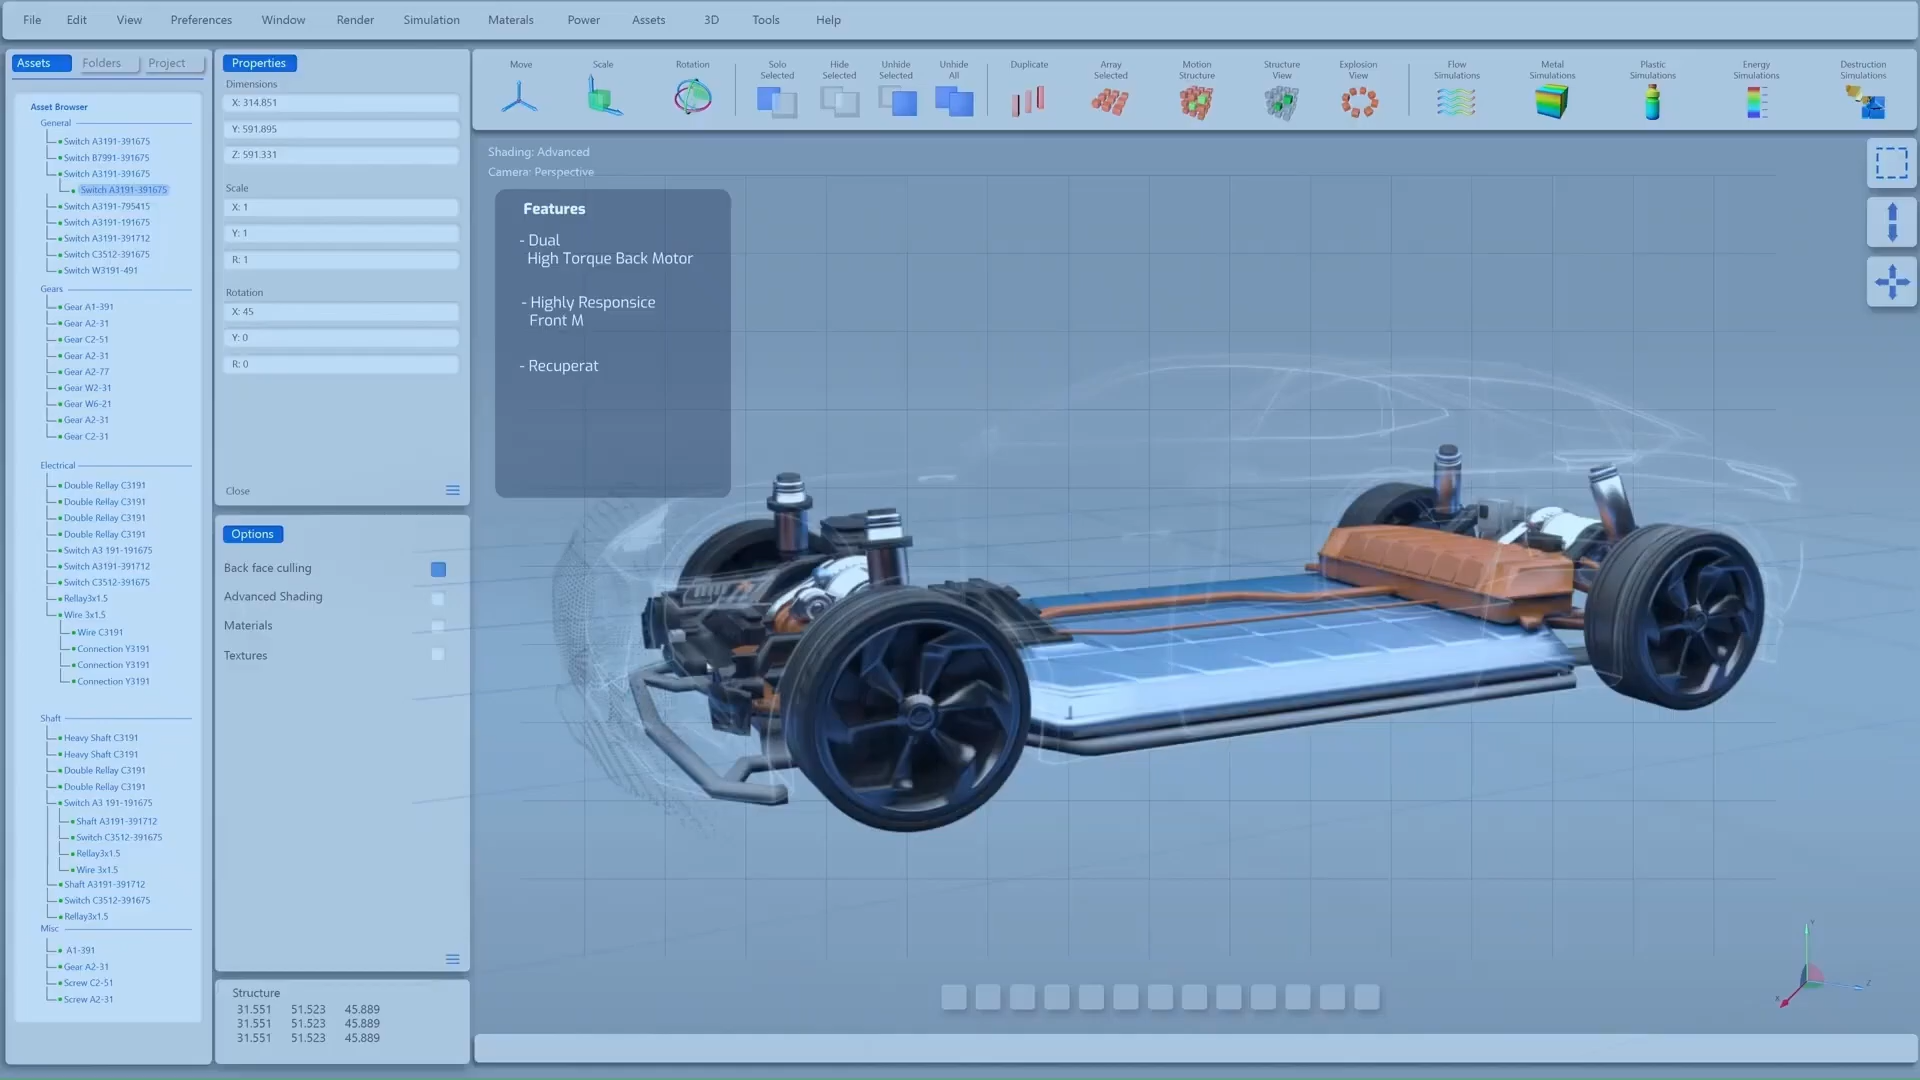 File Edit View Preferences Window Render Simulation Materals Power Assets 3D Tools Help
Assets Folders Project
Asset Browser
General
Switch A3191-391675
Switch B7991-391675
Switch A3191-391675
Switch A3191-391675
Switch A3191-795415
Switch A3191-191675
Switch A3191-391712
Switch C3512-391675
Switch W3191-491
Gears
Gear A1-391
Gear A2-31
Gear C2-51
Gear A2-31
Gear A2-77
Gear W2-31
Gear W6-21
Gear A2-31
Gear C2-31
Electrical
Double Rellay C3191
Double Rellay C3191
Double Rellay C3191
Double Rellay C3191
Switch A3 191-191675
Switch A3191-391712
Switch C3512-391675
Rellay3x1.5
Wire 3x1.5
Wire C3191
Connection Y3191
Connection Y3191
Connection Y3191
Shaft
Heavy Shaft C3191
Heavy Shaft C3191
Double Rellay C3191
Double Rellay C3191
Switch A3 191-191675
Shaft A3191-391712
Switch C3512-391675
Rellay3x1.5
Wire 3x1.5
Shaft A3191-391712
Switch C3512-391675
Rellay3x1.5
Misc
A1-391
Gear A2-31
Screw C2-51
Screw A2-31
Properties
Dimensions
X: 314.851
Y: 591.895
Z: 591.331
Scale
X: 1
Y: 1
R: 1
Rotation
X: 45
Y: 0
R: 0
Close
Options
Back face culling
Advanced Shading
Materials
Textures
Structure
31.551 51.523 45.889
31.551 51.523 45.889
31.551 51.523 45.889
Move
Scale
Rotation
Solo
Selected
Hide
Selected
Unhide
Selected
Unhide
All
Duplicate
Array
Selected
Motion
Structure
Structure
View
Explosion
View
Flow
Simulations
Metal
Simulations
Plastic
Simulations
Energy
Simulations
Destruction
Simulations
Shading: Advanced
Camera: Perspective
Features
- Dual
High Torque Back Motor
- Highly Responsice
Front M
- Recuperat
Y
Z
X